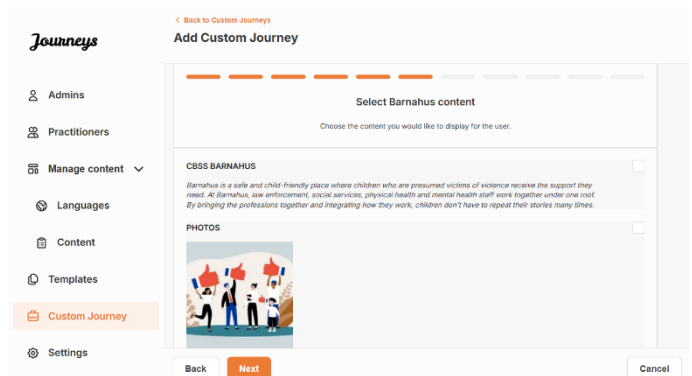 Journeys
Admins
Practitioners
Manage content
Languages
Content
Templates
Custom Journey
Settings
< Back to Custom Journeys
Add Custom Journey
Select Barnahus content
Choose the content you would like to display for the user.
CBSS BARNAHUS
Barnahus is a safe and child-friendly place where children who are presumed victims of violence receive the support they
need. At Barnahus, law enforcement, social services, physical health and mental health staff work together under one roof.
By bringing the professions together and integrating how they work, children don't have to repeat their stories many times.
PHOTOS
Back
Next
Cancel